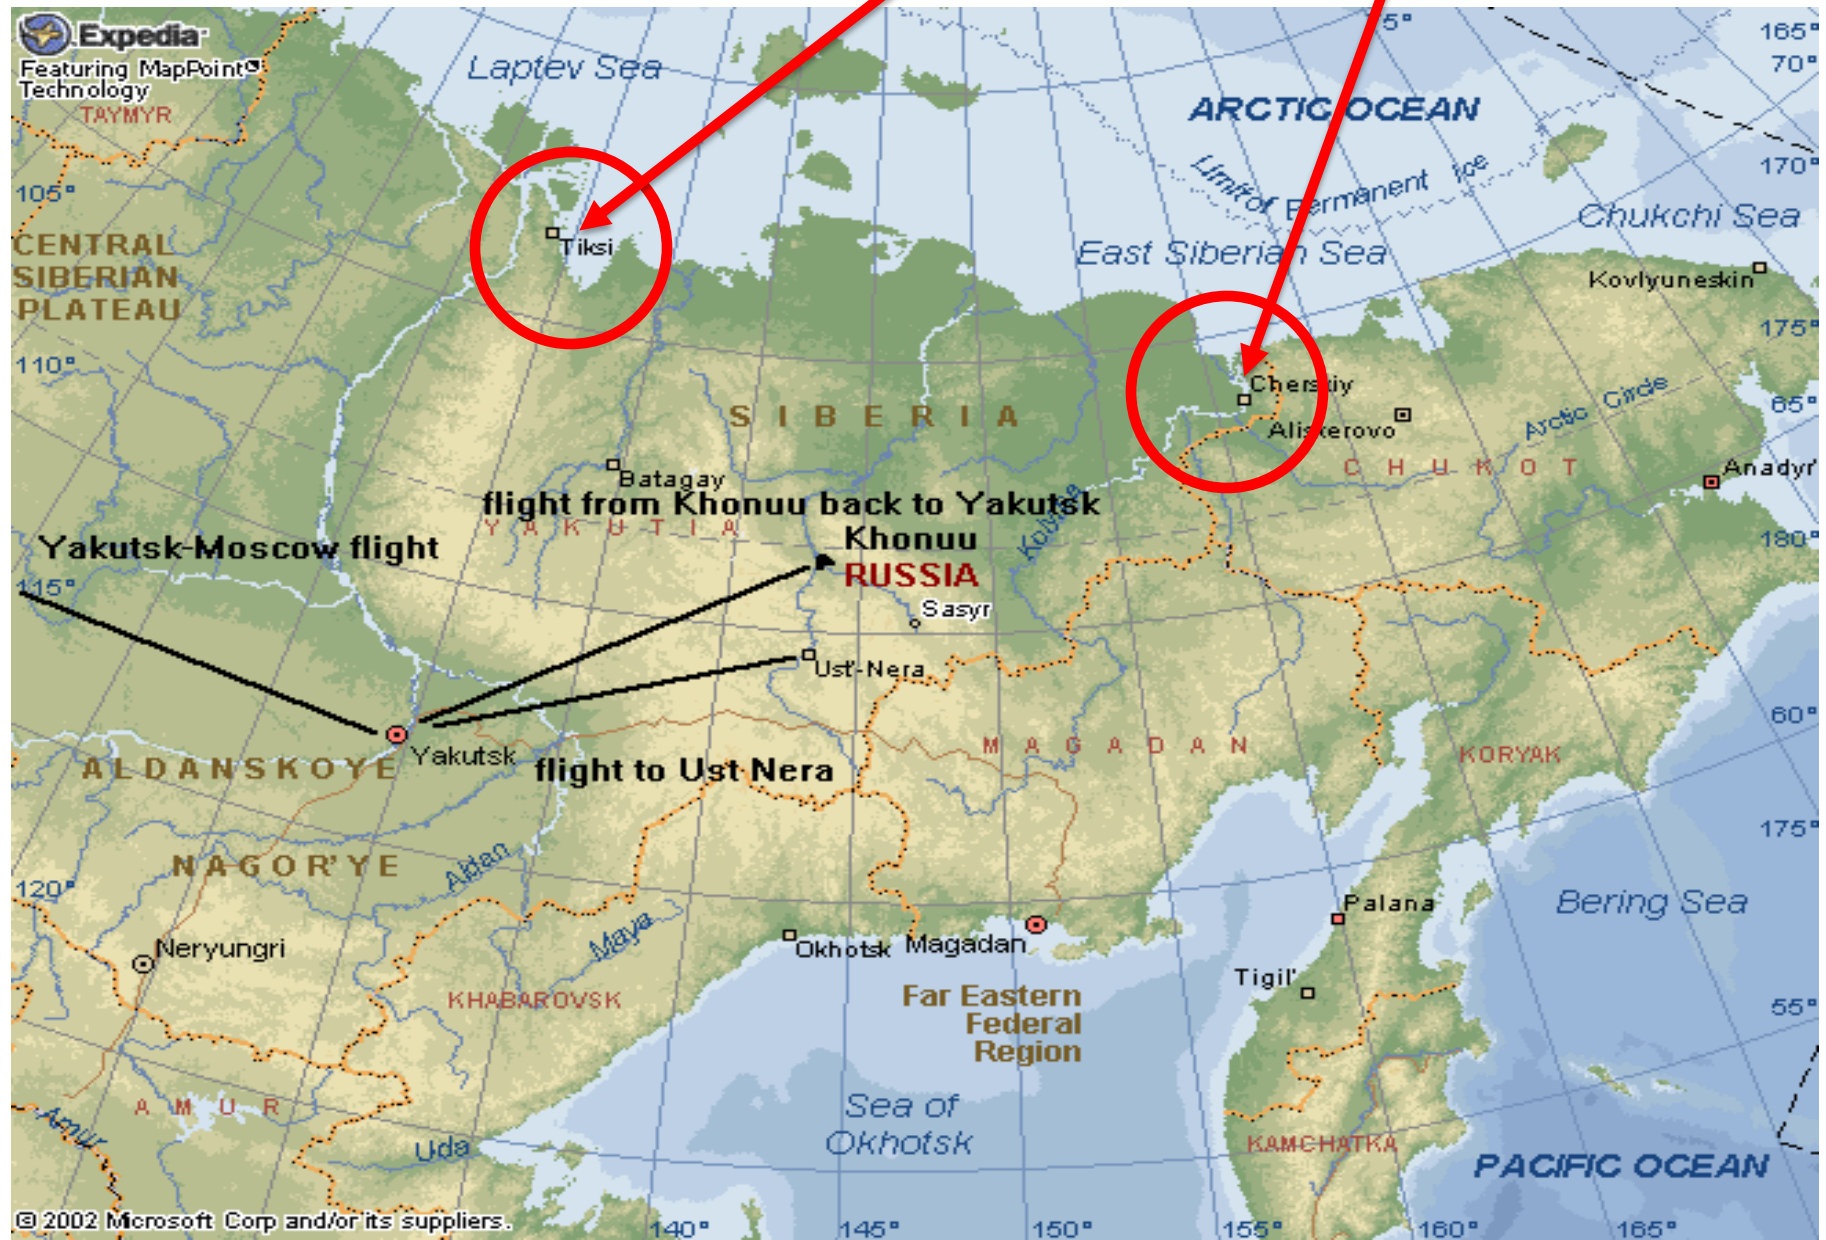 Expedia
Featuring MapPoint®
Technology
TAYMYR
Laptev Sea
ARCTIC OCEAN
5°
165°
70°
Limit of Permanent Ice
170°
105°
Chukchi Sea
CENTRAL
SIBERIAN
PLATEAU
Tiksi
East Siberian Sea
Kovlyuneskin
175°
110°
Cherskiy
SIBERIA
Aliskerovo
Arctic Circle
65°
CHUKOT
Anadyr'
Batagay
flight from Khonuu back to Yakutsk
YAKUTIA
Kolyma
Khonuu
RUSSIA
Yakutsk-Moscow flight
180°
115°
Sasyr
Ust'-Nera
60°
Yakutsk
flight to Ust Nera
MAGADAN
KORYAK
ALDANSKOYE
NAGOR'YE
Aldan
175°
120°
Maya
Palana
Bering Sea
Neryungri
Okhotsk
Magadan
Tigil'
KHABAROVSK
Far Eastern
Federal
Region
55°
AMUR
Amur
Uda
Sea of
Okhotsk
KAMCHATKA
PACIFIC OCEAN
© 2002 Microsoft Corp and/or its suppliers.
140°
145°
150°
155°
160°
165°